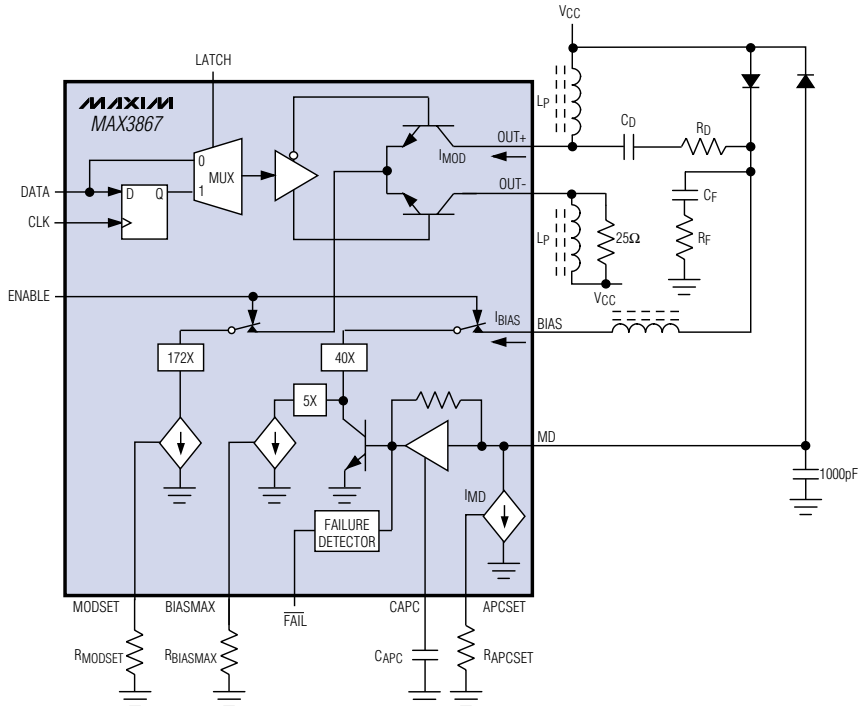 VCC
LATCH
MAXIM
MAX3867
LP
CD
RD
OUT+
IMOD
0
MUX
1
DATA
D Q
CLK
OUT-
LP
25Ω
CF
RF
VCC
ENABLE
IBIAS
BIAS
172X
40X
5X
MD
IMD
1000pF
FAILURE
DETECTOR
MODSET
BIASMAX
FAIL
CAPC
APCSET
RMODSET
RBIASMAX
CAPC
RAPCSET